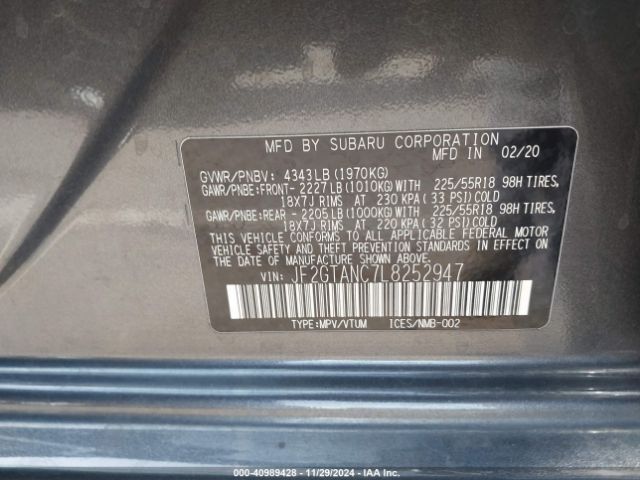 MFD BY SUBARU CORPORATION
MFD IN 02/20
GVWR/PNBV: 4343LB(1970KG)
GAWR/PNBE:FRONT- 2227LB(1010KG)WITH 225/55R18 98H TIRES,
18X7J RIMS AT 230 KPA( 33 PSI)COLD
GAWR/PNBE:REAR - 2205LB(1000KG)WITH 225/55R18 98H TIRES,
18X7J RIMS AT 220 KPA( 32 PSI)COLD
THIS VEHICLE CONFORMS TO ALL APPLICABLE FEDERAL MOTOR
VEHICLE SAFETY AND THEFT PREVENTION STANDARDS IN EFFECT ON
THE DATE OF MANUFACTURE SHOWN ABOVE.
VIN: JF2GTANC7L8252947
TYPE:MPV/VTUM ICES/NMB-002
000-40989428 - 11/29/2024 - IAAI.com